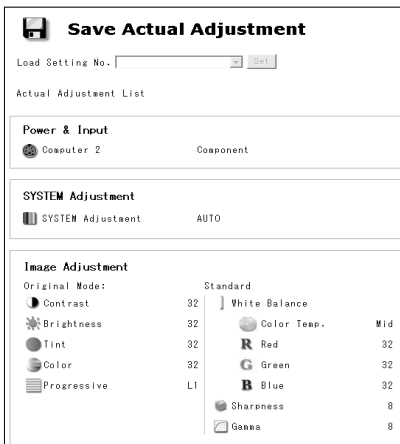 Save Actual Adjustment
Load Setting No. Set
Actual Adjustment List
Power & Input
Computer 2 Component
SYSTEM Adjustment
SYSTEM Adjustment AUTO
Image Adjustment
Original Mode: Standard
Contrast 32
Brightness 32
Tint 32
Color 32
Progressive L1
White Balance
Color Temp. Mid
R Red 32
G Green 32
B Blue 32
Sharpness 8
Gamma 8